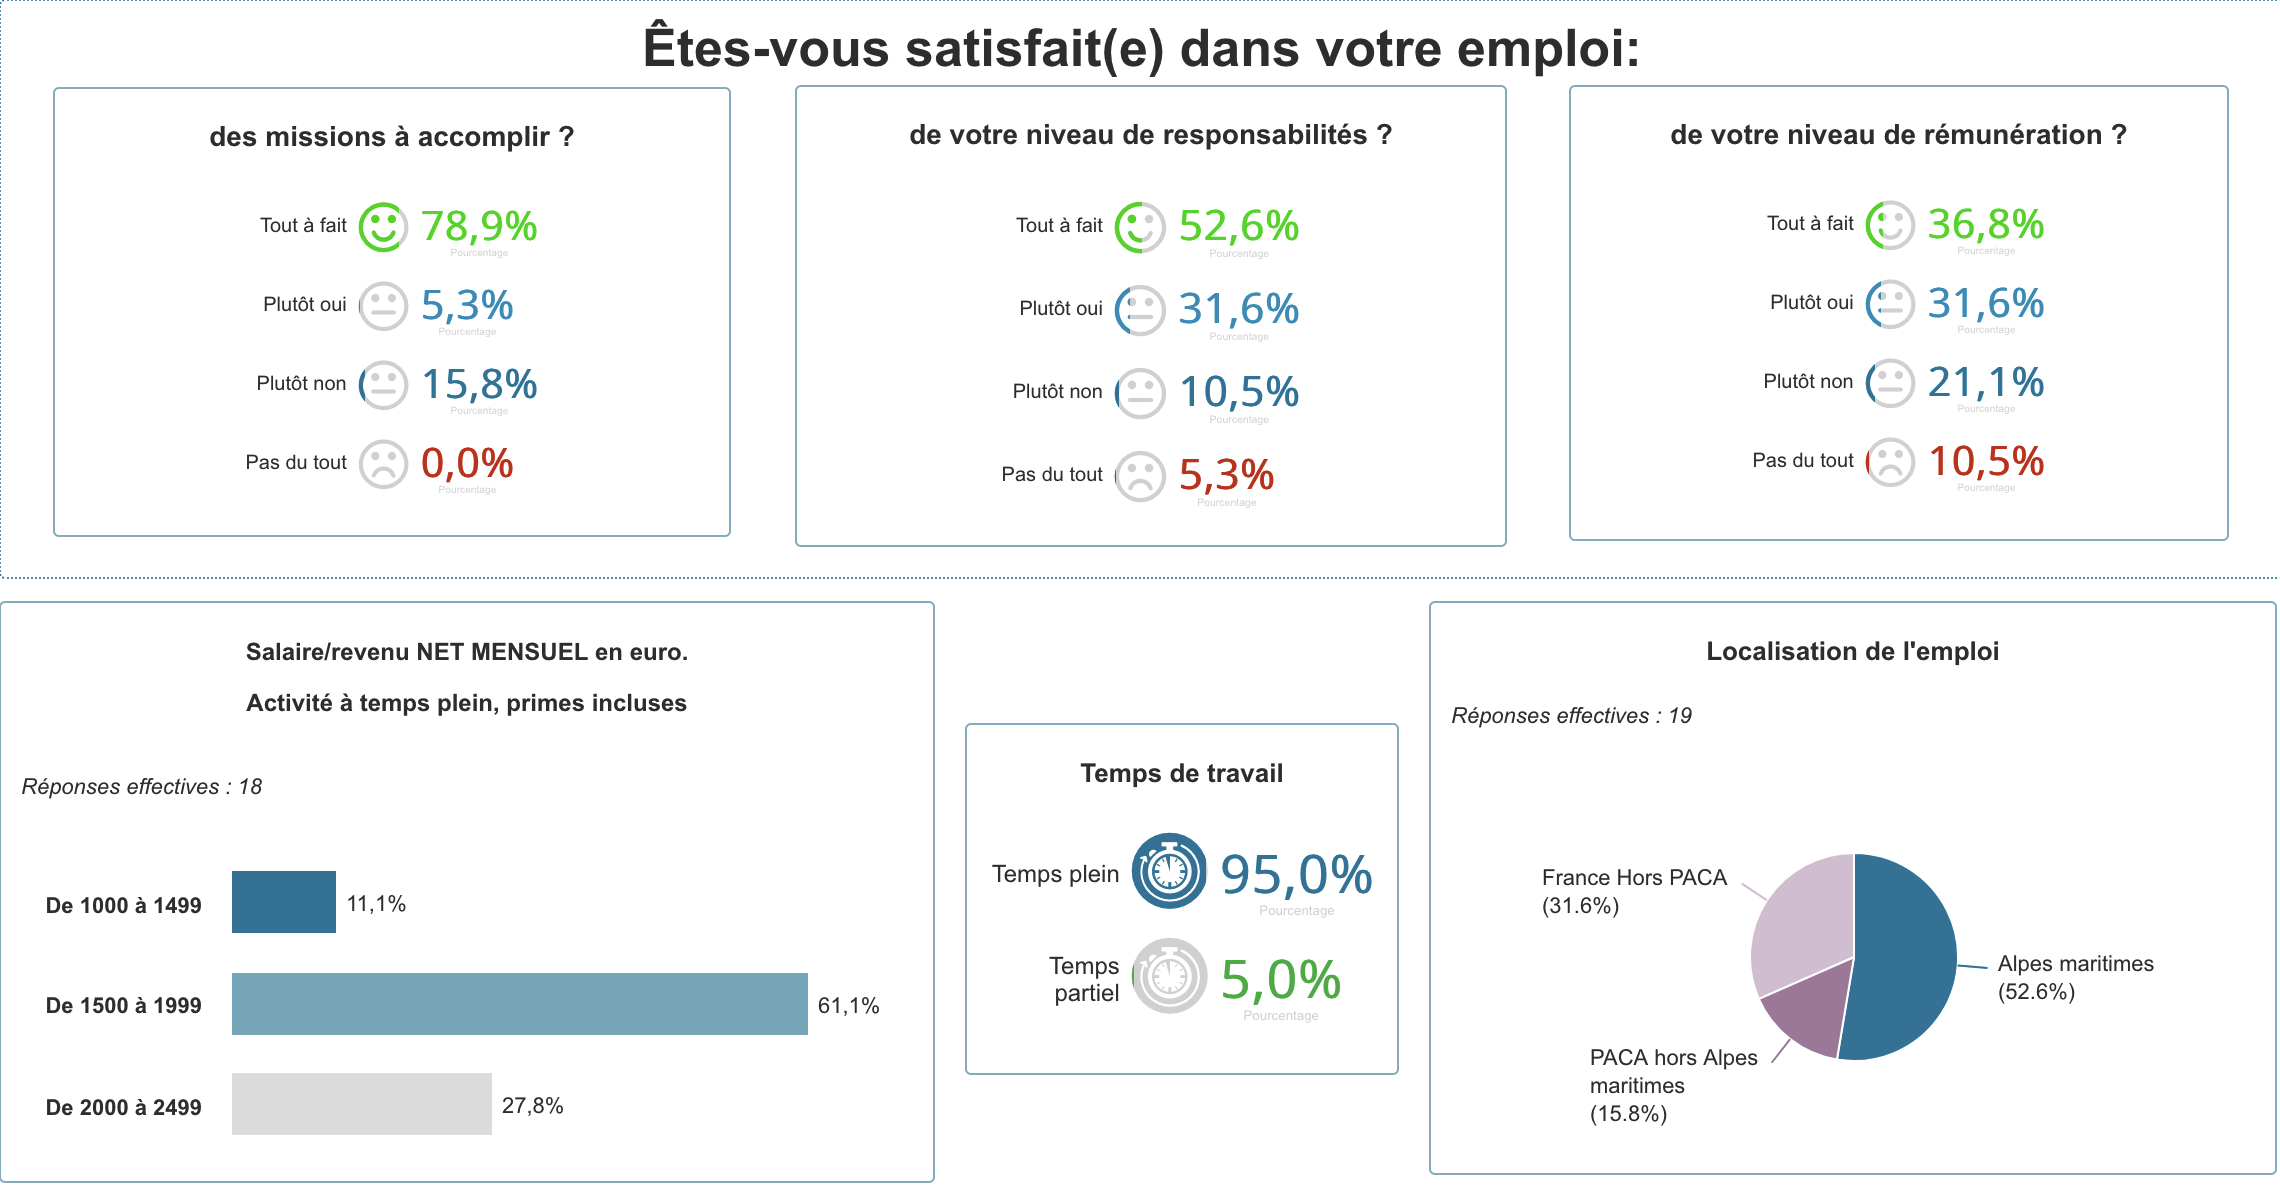 Êtes-vous satisfait(e) dans votre emploi:
des missions à accomplir ?
Tout à fait
78,9%
Pourcentage
Plutôt oui
5,3%
Pourcentage
Plutôt non
15,8%
Pourcentage
Pas du tout
0,0%
Pourcentage
de votre niveau de responsabilités ?
Tout à fait
52,6%
Pourcentage
Plutôt oui
31,6%
Pourcentage
Plutôt non
10,5%
Pourcentage
Pas du tout
5,3%
Pourcentage
de votre niveau de rémunération ?
Tout à fait
36,8%
Pourcentage
Plutôt oui
31,6%
Pourcentage
Plutôt non
21,1%
Pourcentage
Pas du tout
10,5%
Pourcentage
Salaire/revenu NET MENSUEL en euro.
Activité à temps plein, primes incluses
Réponses effectives : 18
De 1000 à 1499
11,1%
De 1500 à 1999
61,1%
De 2000 à 2499
27,8%
Temps de travail
Temps plein
95,0%
Pourcentage
Temps
partiel
5,0%
Pourcentage
Localisation de l'emploi
Réponses effectives : 19
France Hors PACA
(31.6%)
Alpes maritimes
(52.6%)
PACA hors Alpes
maritimes
(15.8%)